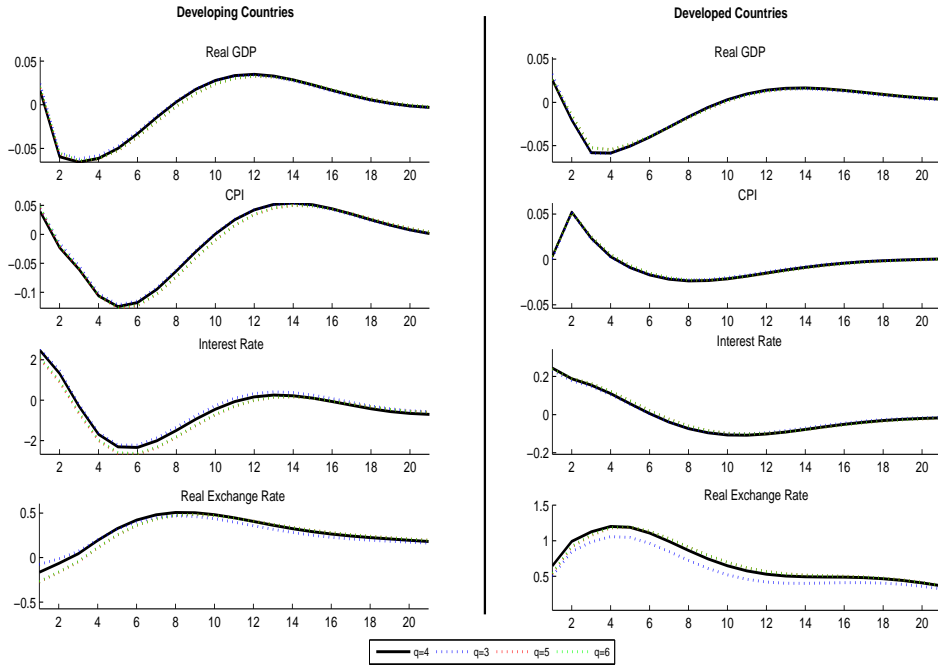 Developing Countries
Real GDP
0.05
0
−0.05
2 4 6 8 10 12 14 16 18 20
CPI
0.05
0
−0.05
−0.1
2 4 6 8 10 12 14 16 18 20
Interest Rate
2
0
−2
2 4 6 8 10 12 14 16 18 20
Real Exchange Rate
0.5
0
−0.5
2 4 6 8 10 12 14 16 18 20
Developed Countries
Real GDP
0.05
0
−0.05
2 4 6 8 10 12 14 16 18 20
CPI
0.05
0
−0.05
2 4 6 8 10 12 14 16 18 20
Interest Rate
0.2
0
−0.2
2 4 6 8 10 12 14 16 18 20
Real Exchange Rate
1.5
1
0.5
2 4 6 8 10 12 14 16 18 20
q=4 q=3 q=5 q=6